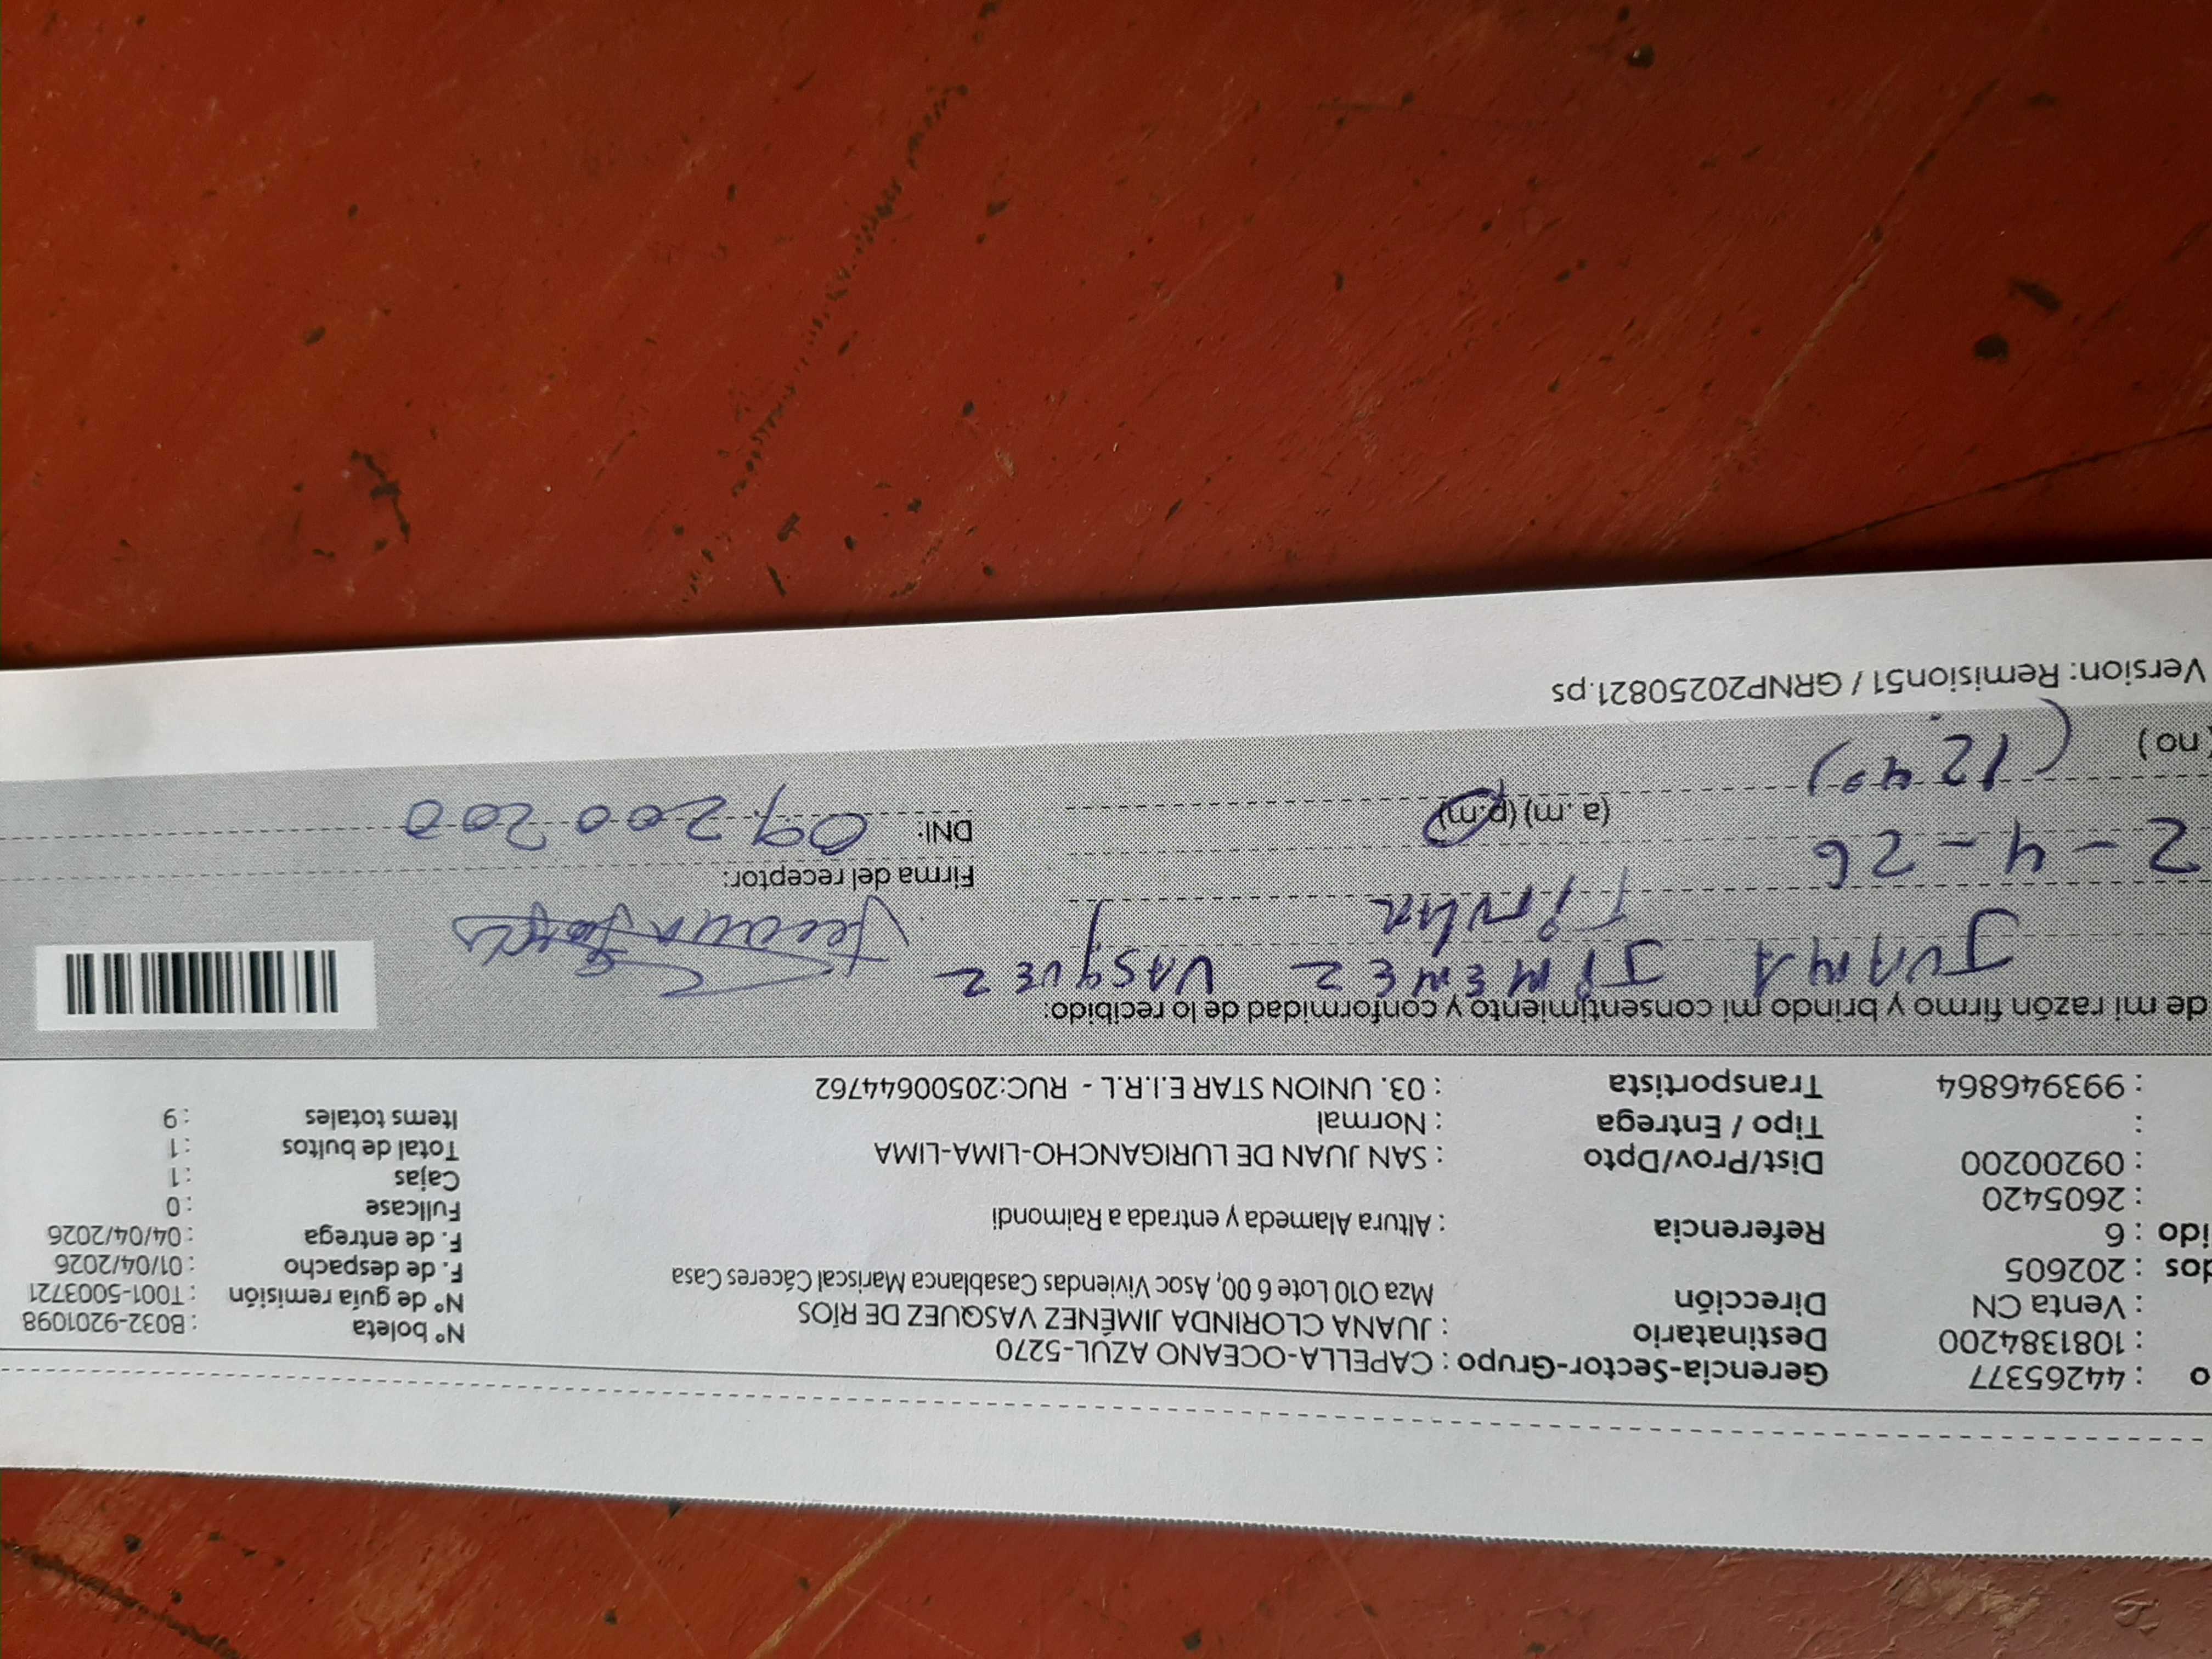 o : 44265377 Gerencia-Sector-Grupo : CAPELLA-OCEANO AZUL-5270
: 1081384200 Destinatario : JUANA CLORINDA JIMÉNEZ VASQUEZ DE RÍOS
: Venta CN Dirección Mza O10 Lote 6 00, Asoc Viviendas Casablanca Mariscal Cáceres Casa
dos : 202605
ido : 6 Referencia : Altura Alameda y entrada a Raimondi
: 2605420
: 09200200 Dist/Prov/Dpto : SAN JUAN DE LURIGANCHO-LIMA-LIMA
: Tipo / Entrega : Normal
: 993946864 Transportista : 03. UNION STAR E.I.R.L - RUC:20500644762
Nº boleta : B032-9201098
Nº de guía remisión : T001-5003721
F. de despacho : 01/04/2026
F. de entrega : 04/04/2026
Fullcase : 0
Cajas : 1
Total de bultos : 1
Items totales : 9
de mi razón firmo y brindo mi consentimiento y conformidad de lo recibido:
JUANA JIMENEZ VASQUEZ
2-4-26
Firma del receptor:
(a.m) (p.m)
DNI: 09200200
no) (12 40)
Version: Remision51 / GRNP20250821.ps